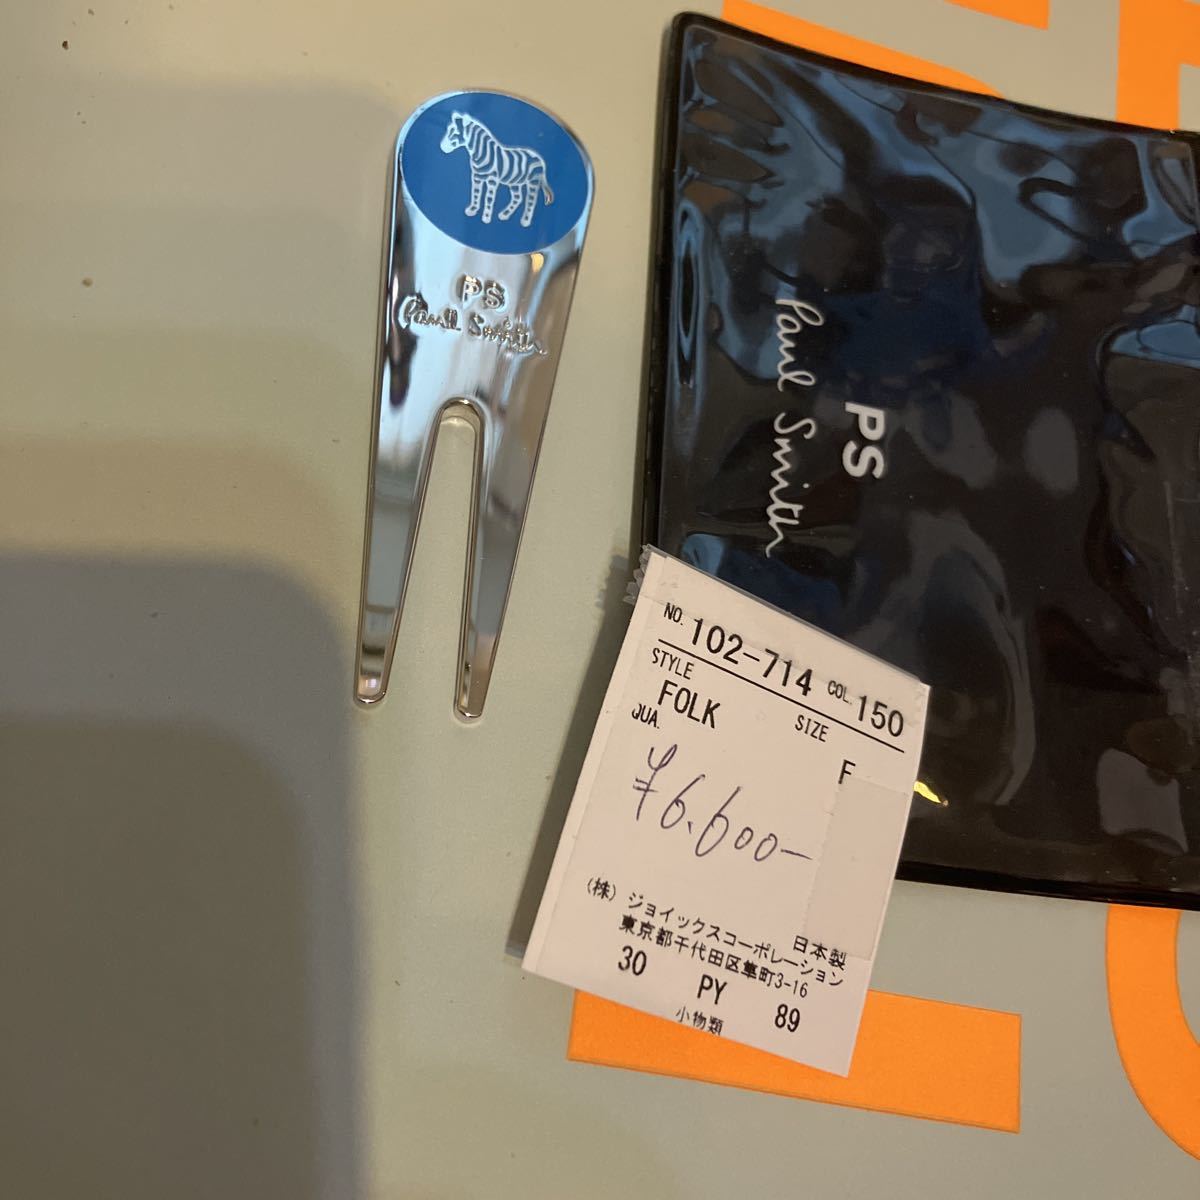 PS
Paul Smith
PS
Paul Smith
NO. 102-714 COL. 150
STYLE
FOLK SIZE
QUA. F
¥6,600-
日本製
(株) ジョイックスコーポレーション
東京都千代田区隼町3-16
30 PY 89
小物類